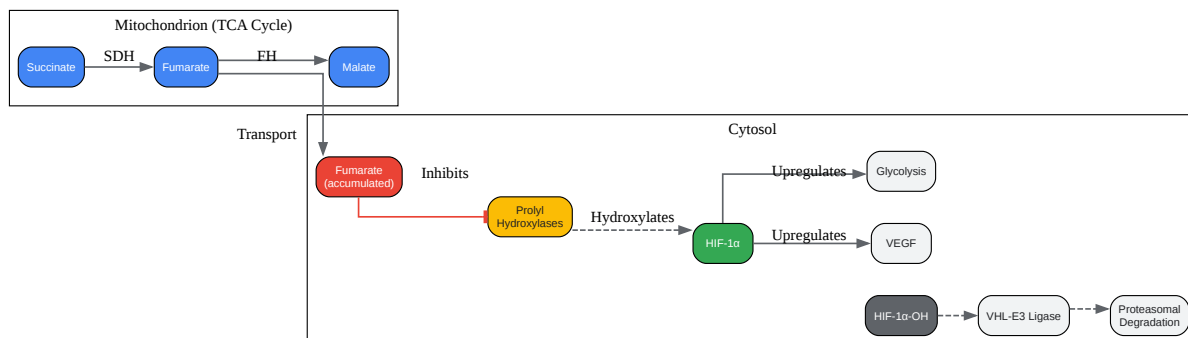 Mitochondrion (TCA Cycle)
Succinate
SDH
Fumarate
FH
Malate
Transport
Cytosol
Fumarate
(accumulated)
Inhibits
Prolyl
Hydroxylases
Hydroxylates
HIF-1α
Upregulates
Glycolysis
Upregulates
VEGF
HIF-1α-OH
VHL-E3 Ligase
Proteasomal
Degradation